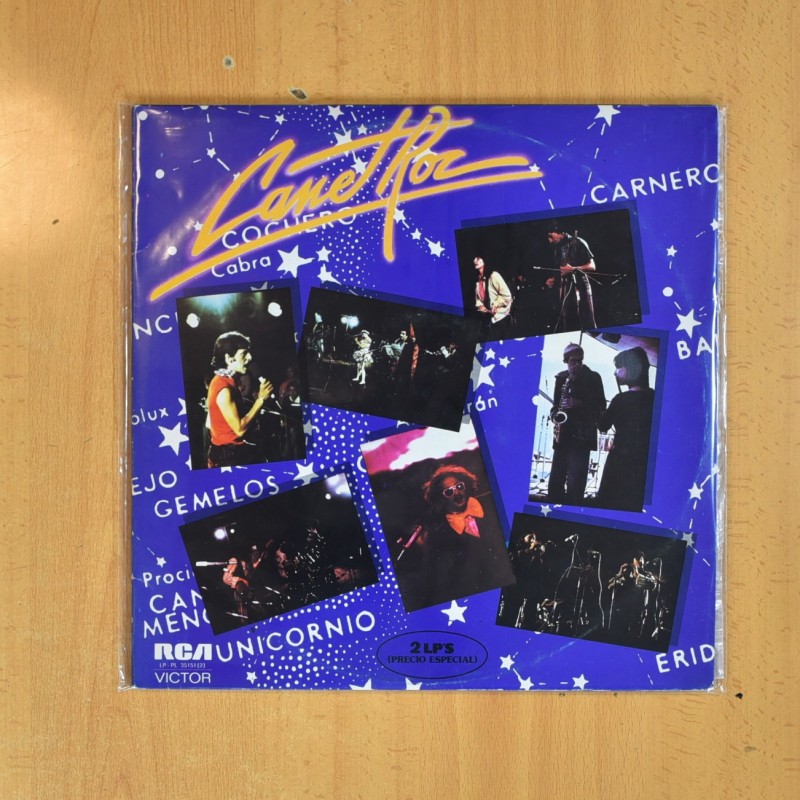 Canet Roc
CARNERO
COCHERO
Cabra
NC
BA
olux
rán
EJO
GEMELOS
Proci
CAN
MENO
UNICORNIO
RCA
LP-PL 35151(2)
VICTOR
2 LP'S
(PRECIO ESPECIAL)
ERID